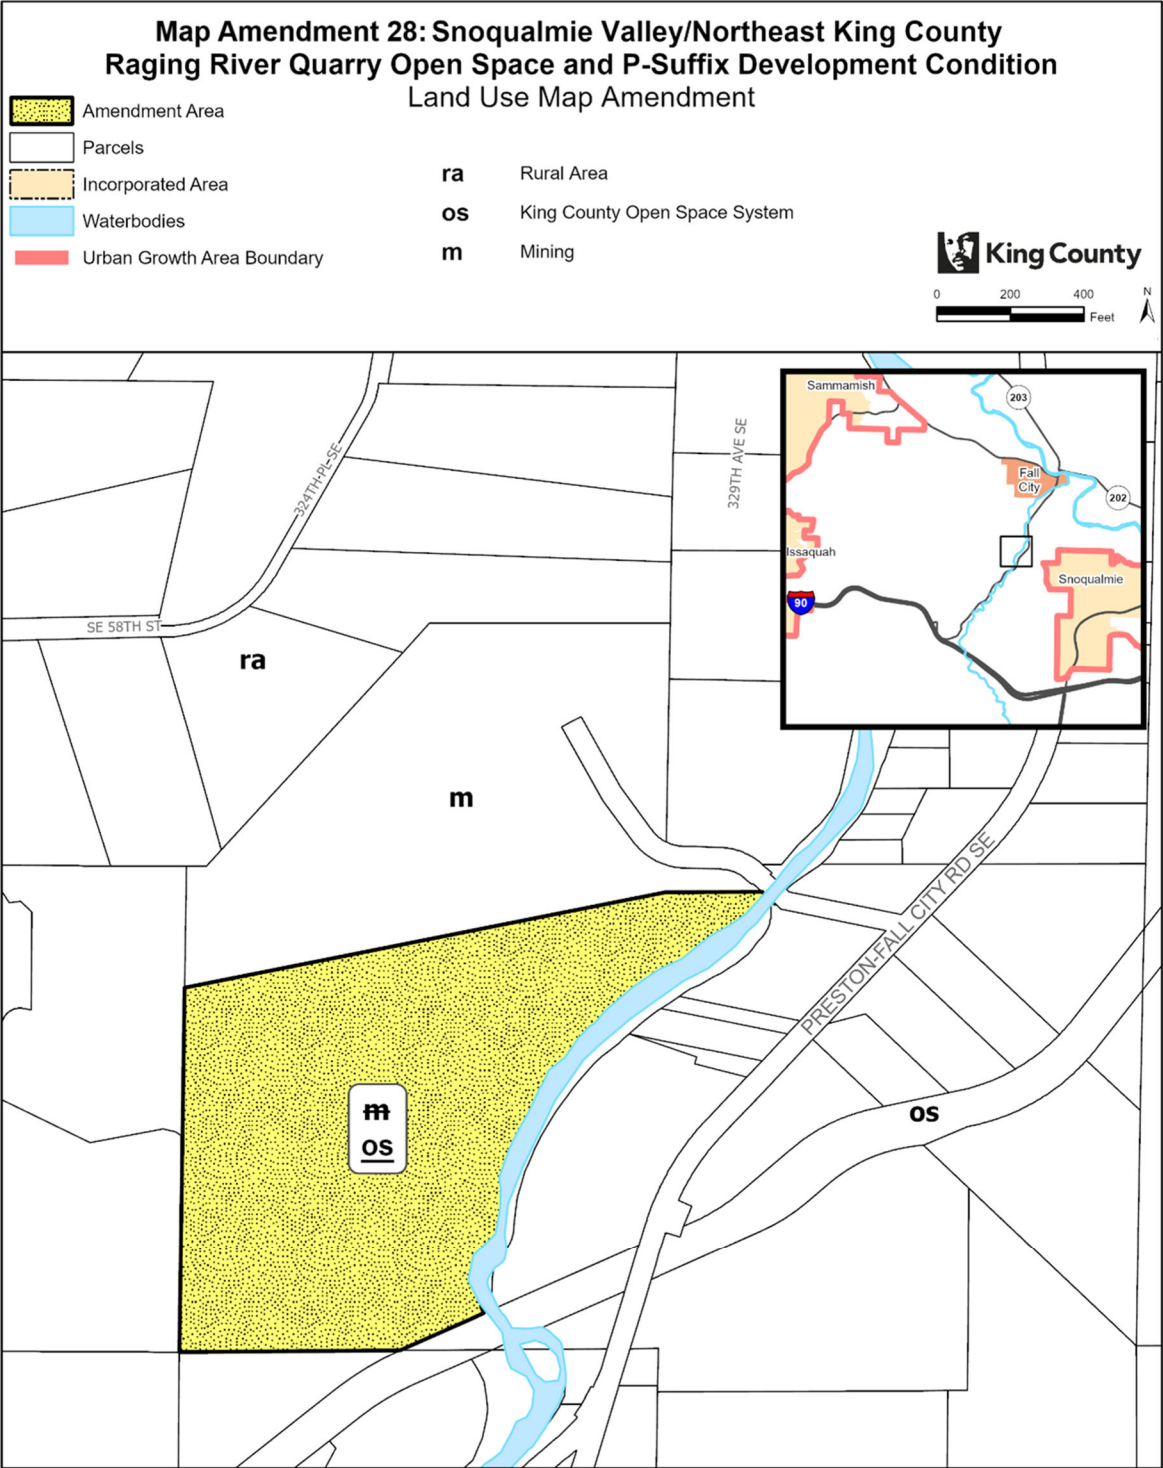 Map Amendment 28: Snoqualmie Valley/Northeast King County
Raging River Quarry Open Space and P-Suffix Development Condition
Land Use Map Amendment
Amendment Area
Parcels
Incorporated Area
Waterbodies
Urban Growth Area Boundary
ra Rural Area
os King County Open Space System
m Mining
King County
0 200 400
Feet
N
324TH PL SE
329TH AVE SE
SE 58TH ST
ra
m
m
os
os
PRESTON-FALL CITY RD SE
Sammamish
203
Fall
City
202
Issaquah
Snoqualmie
90